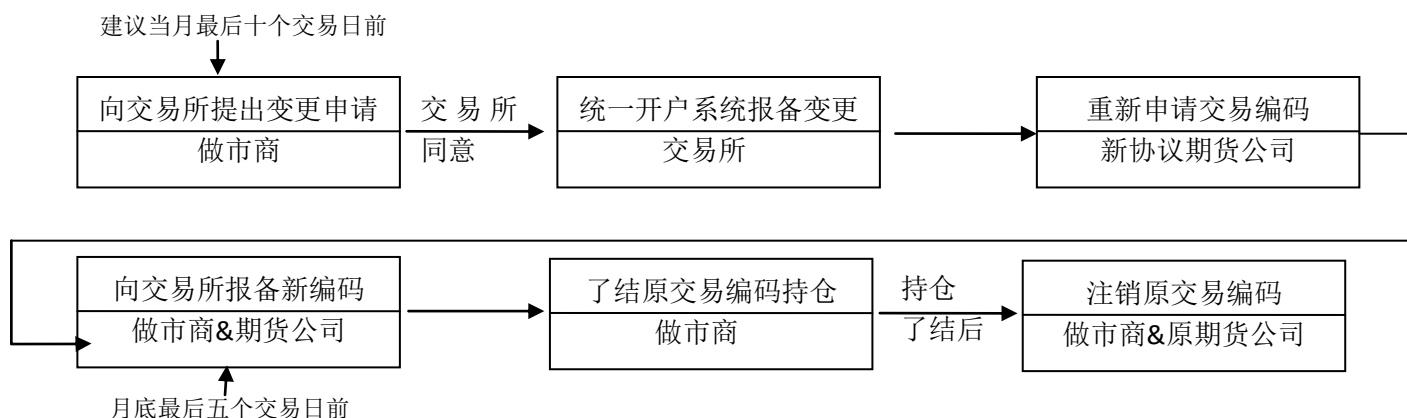 建议当月最后十个交易日前
向交易所提出变更申请
做市商
交易所
同意
统一开户系统报备变更
交易所
重新申请交易编码
新协议期货公司
向交易所报备新编码
做市商&期货公司
月底最后五个交易日前
了结原交易编码持仓
做市商
持仓
了结后
注销原交易编码
做市商&原期货公司